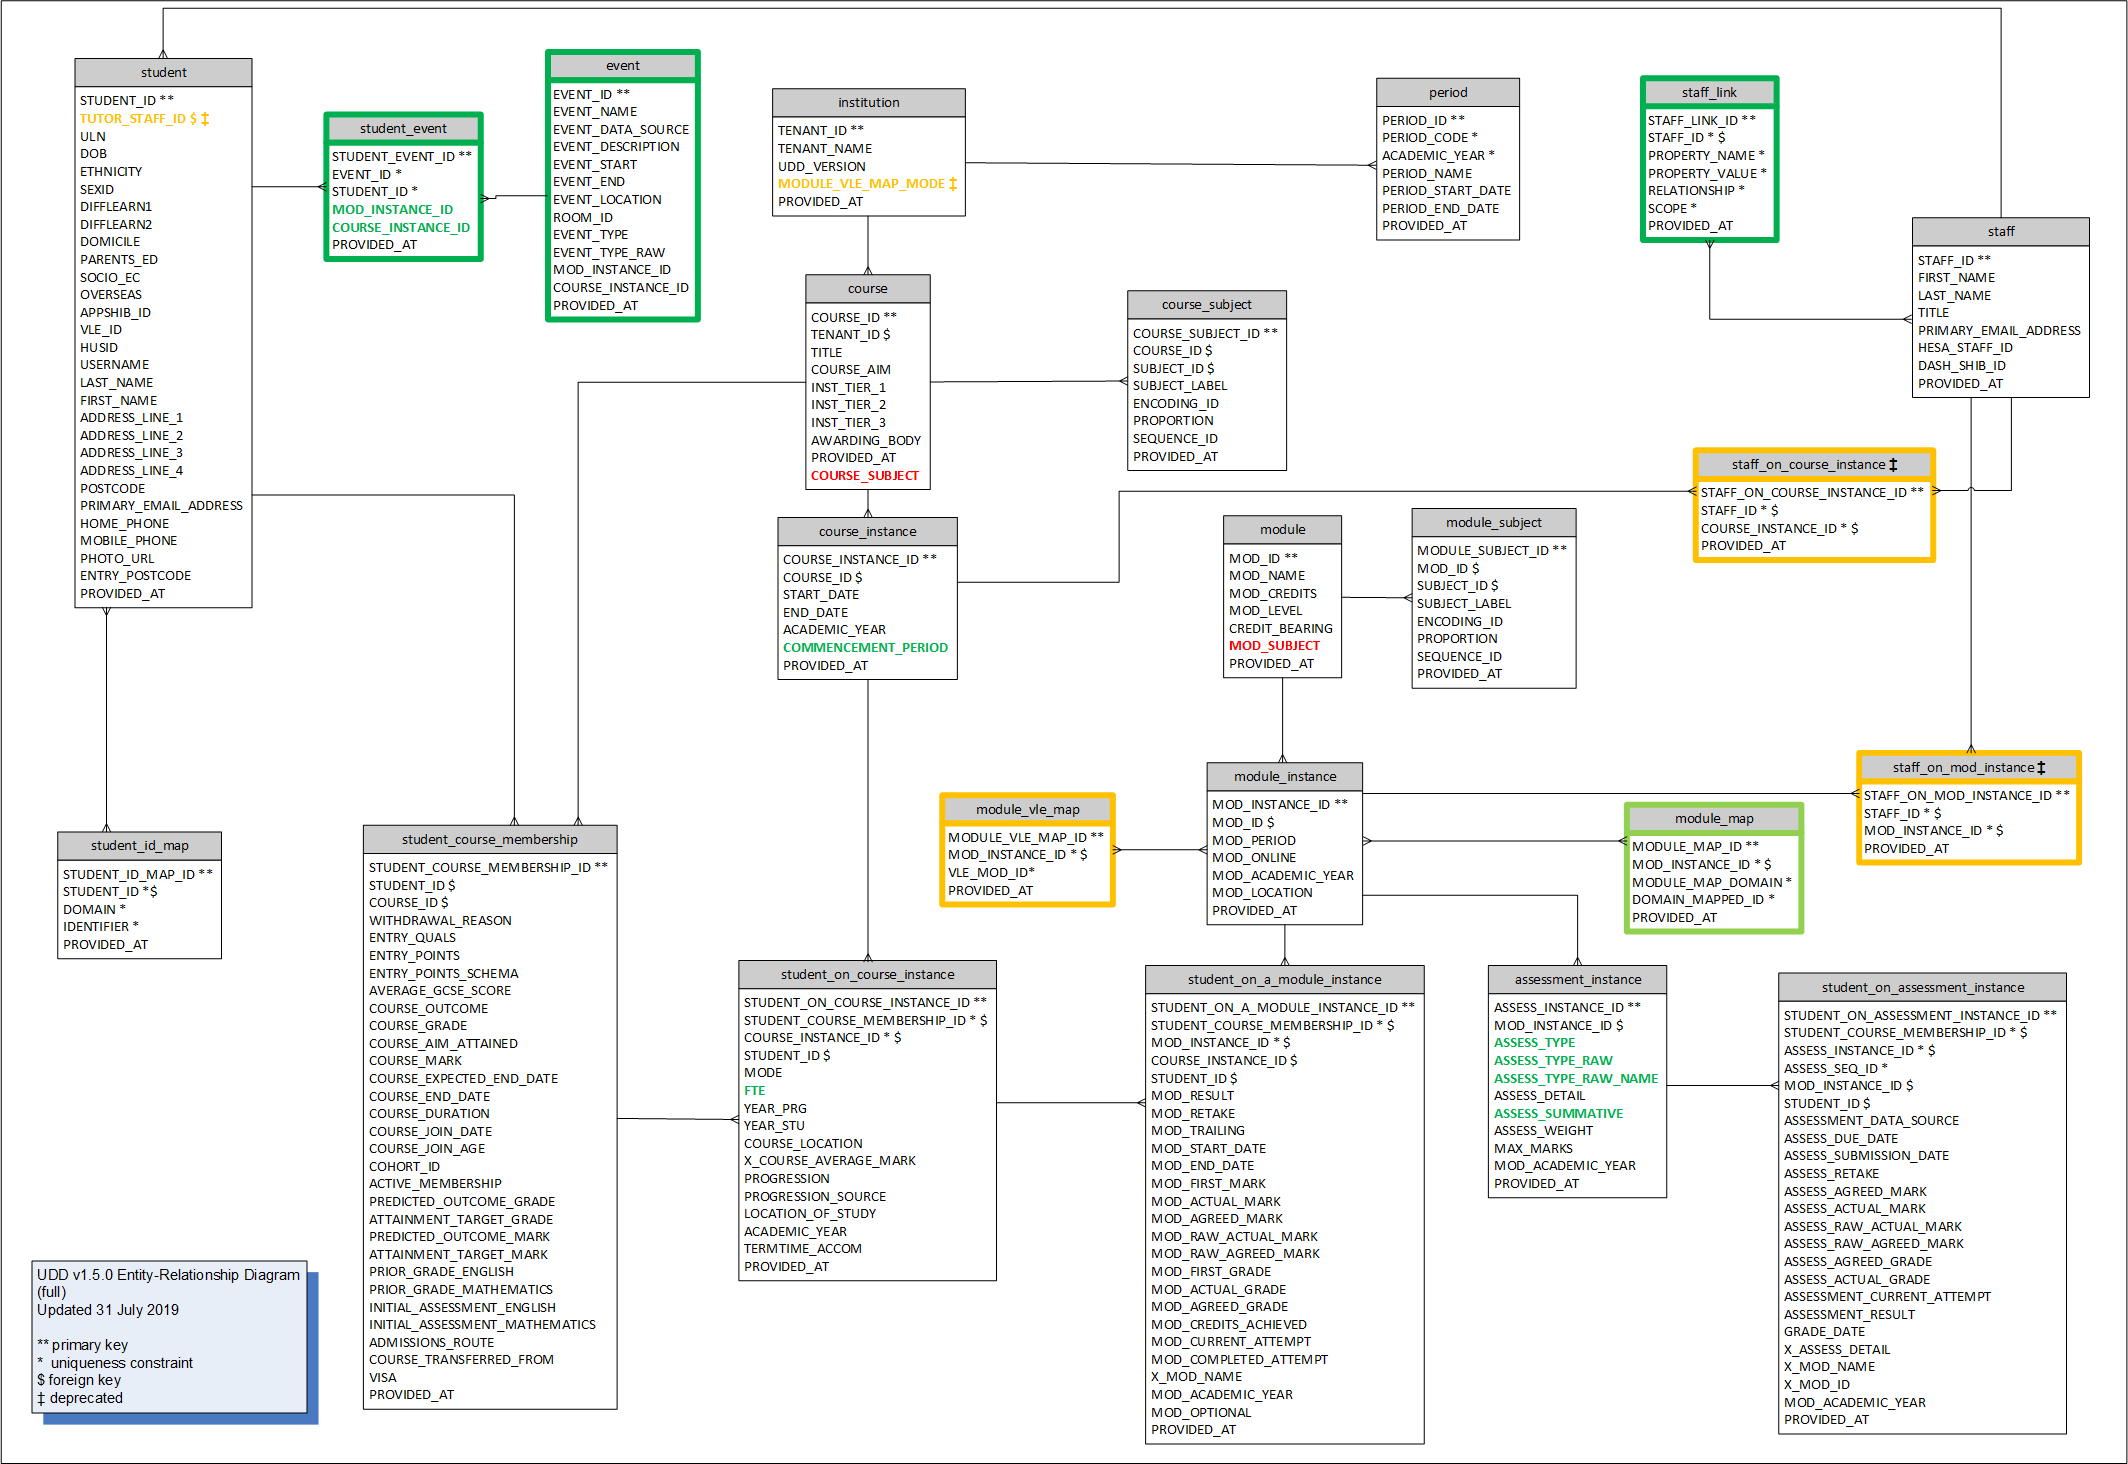 student
STUDENT_ID **
TUTOR_STAFF_ID $ ‡
ULN
DOB
ETHNICITY
SEXID
DIFFLEARN1
DIFFLEARN2
DOMICILE
PARENTS_ED
SOCIO_EC
OVERSEAS
APPSHIB_ID
VLE_ID
HUSID
USERNAME
LAST_NAME
FIRST_NAME
ADDRESS_LINE_1
ADDRESS_LINE_2
ADDRESS_LINE_3
ADDRESS_LINE_4
POSTCODE
PRIMARY_EMAIL_ADDRESS
HOME_PHONE
MOBILE_PHONE
PHOTO_URL
ENTRY_POSTCODE
PROVIDED_AT
student_event
STUDENT_EVENT_ID **
EVENT_ID *
STUDENT_ID *
MOD_INSTANCE_ID
COURSE_INSTANCE_ID
PROVIDED_AT
event
EVENT_ID **
EVENT_NAME
EVENT_DATA_SOURCE
EVENT_DESCRIPTION
EVENT_START
EVENT_END
EVENT_LOCATION
ROOM_ID
EVENT_TYPE
EVENT_TYPE_RAW
MOD_INSTANCE_ID
COURSE_INSTANCE_ID
PROVIDED_AT
institution
TENANT_ID **
TENANT_NAME
UDD_VERSION
MODULE_VLE_MAP_MODE ‡
PROVIDED_AT
period
PERIOD_ID **
PERIOD_CODE *
ACADEMIC_YEAR *
PERIOD_NAME
PERIOD_START_DATE
PERIOD_END_DATE
PROVIDED_AT
staff_link
STAFF_LINK_ID **
STAFF_ID * $
PROPERTY_NAME *
PROPERTY_VALUE *
RELATIONSHIP *
SCOPE *
PROVIDED_AT
staff
STAFF_ID **
FIRST_NAME
LAST_NAME
TITLE
PRIMARY_EMAIL_ADDRESS
HESA_STAFF_ID
DASH_SHIB_ID
PROVIDED_AT
course
COURSE_ID **
TENANT_ID $
TITLE
COURSE_AIM
INST_TIER_1
INST_TIER_2
INST_TIER_3
AWARDING_BODY
PROVIDED_AT
COURSE_SUBJECT
course_subject
COURSE_SUBJECT_ID **
COURSE_ID $
SUBJECT_ID $
SUBJECT_LABEL
ENCODING_ID
PROPORTION
SEQUENCE_ID
PROVIDED_AT
staff_on_course_instance ‡
STAFF_ON_COURSE_INSTANCE_ID **
STAFF_ID * $
COURSE_INSTANCE_ID * $
PROVIDED_AT
course_instance
COURSE_INSTANCE_ID **
COURSE_ID $
START_DATE
END_DATE
ACADEMIC_YEAR
COMMENCEMENT_PERIOD
PROVIDED_AT
module
MOD_ID **
MOD_NAME
MOD_CREDITS
MOD_LEVEL
CREDIT_BEARING
MOD_SUBJECT
PROVIDED_AT
module_subject
MODULE_SUBJECT_ID **
MOD_ID $
SUBJECT_ID $
SUBJECT_LABEL
ENCODING_ID
PROPORTION
SEQUENCE_ID
PROVIDED_AT
module_vle_map
MODULE_VLE_MAP_ID **
MOD_INSTANCE_ID * $
VLE_MOD_ID*
PROVIDED_AT
module_instance
MOD_INSTANCE_ID **
MOD_ID $
MOD_PERIOD
MOD_ONLINE
MOD_ACADEMIC_YEAR
MOD_LOCATION
PROVIDED_AT
module_map
MODULE_MAP_ID **
MOD_INSTANCE_ID * $
MODULE_MAP_DOMAIN *
DOMAIN_MAPPED_ID *
PROVIDED_AT
staff_on_mod_instance ‡
STAFF_ON_MOD_INSTANCE_ID **
STAFF_ID * $
MOD_INSTANCE_ID * $
PROVIDED_AT
student_id_map
STUDENT_ID_MAP_ID **
STUDENT_ID *$
DOMAIN *
IDENTIFIER *
PROVIDED_AT
student_course_membership
STUDENT_COURSE_MEMBERSHIP_ID **
STUDENT_ID $
COURSE_ID $
WITHDRAWAL_REASON
ENTRY_QUALS
ENTRY_POINTS
ENTRY_POINTS_SCHEMA
AVERAGE_GCSE_SCORE
COURSE_OUTCOME
COURSE_GRADE
COURSE_AIM_ATTAINED
COURSE_MARK
COURSE_EXPECTED_END_DATE
COURSE_END_DATE
COURSE_DURATION
COURSE_JOIN_DATE
COURSE_JOIN_AGE
COHORT_ID
ACTIVE_MEMBERSHIP
PREDICTED_OUTCOME_GRADE
ATTAINMENT_TARGET_GRADE
PREDICTED_OUTCOME_MARK
ATTAINMENT_TARGET_MARK
PRIOR_GRADE_ENGLISH
PRIOR_GRADE_MATHEMATICS
INITIAL_ASSESSMENT_ENGLISH
INITIAL_ASSESSMENT_MATHEMATICS
ADMISSIONS_ROUTE
COURSE_TRANSFERRED_FROM
VISA
PROVIDED_AT
student_on_course_instance
STUDENT_ON_COURSE_INSTANCE_ID **
STUDENT_COURSE_MEMBERSHIP_ID * $
COURSE_INSTANCE_ID * $
STUDENT_ID $
MODE
FTE
YEAR_PRG
YEAR_STU
COURSE_LOCATION
X_COURSE_AVERAGE_MARK
PROGRESSION
PROGRESSION_SOURCE
LOCATION_OF_STUDY
ACADEMIC_YEAR
TERMTIME_ACCOM
PROVIDED_AT
student_on_a_module_instance
STUDENT_ON_A_MODULE_INSTANCE_ID **
STUDENT_COURSE_MEMBERSHIP_ID * $
MOD_INSTANCE_ID * $
COURSE_INSTANCE_ID $
STUDENT_ID $
MOD_RESULT
MOD_RETAKE
MOD_TRAILING
MOD_START_DATE
MOD_END_DATE
MOD_FIRST_MARK
MOD_ACTUAL_MARK
MOD_AGREED_MARK
MOD_RAW_ACTUAL_MARK
MOD_RAW_AGREED_MARK
MOD_FIRST_GRADE
MOD_ACTUAL_GRADE
MOD_AGREED_GRADE
MOD_CREDITS_ACHIEVED
MOD_CURRENT_ATTEMPT
MOD_COMPLETED_ATTEMPT
X_MOD_NAME
MOD_ACADEMIC_YEAR
MOD_OPTIONAL
PROVIDED_AT
assessment_instance
ASSESS_INSTANCE_ID **
MOD_INSTANCE_ID $
ASSESS_TYPE
ASSESS_TYPE_RAW
ASSESS_TYPE_RAW_NAME
ASSESS_DETAIL
ASSESS_SUMMATIVE
ASSESS_WEIGHT
MAX_MARKS
MOD_ACADEMIC_YEAR
PROVIDED_AT
student_on_assessment_instance
STUDENT_ON_ASSESSMENT_INSTANCE_ID **
STUDENT_COURSE_MEMBERSHIP_ID * $
ASSESS_INSTANCE_ID * $
ASSESS_SEQ_ID *
MOD_INSTANCE_ID $
STUDENT_ID $
ASSESSMENT_DATA_SOURCE
ASSESS_DUE_DATE
ASSESS_SUBMISSION_DATE
ASSESS_RETAKE
ASSESS_AGREED_MARK
ASSESS_ACTUAL_MARK
ASSESS_RAW_ACTUAL_MARK
ASSESS_RAW_AGREED_MARK
ASSESS_AGREED_GRADE
ASSESS_ACTUAL_GRADE
ASSESSMENT_CURRENT_ATTEMPT
ASSESSMENT_RESULT
GRADE_DATE
X_ASSESS_DETAIL
X_MOD_NAME
X_MOD_ID
MOD_ACADEMIC_YEAR
PROVIDED_AT
UDD v1.5.0 Entity-Relationship Diagram
(full)
Updated 31 July 2019
** primary key
* uniqueness constraint
$ foreign key
‡ deprecated